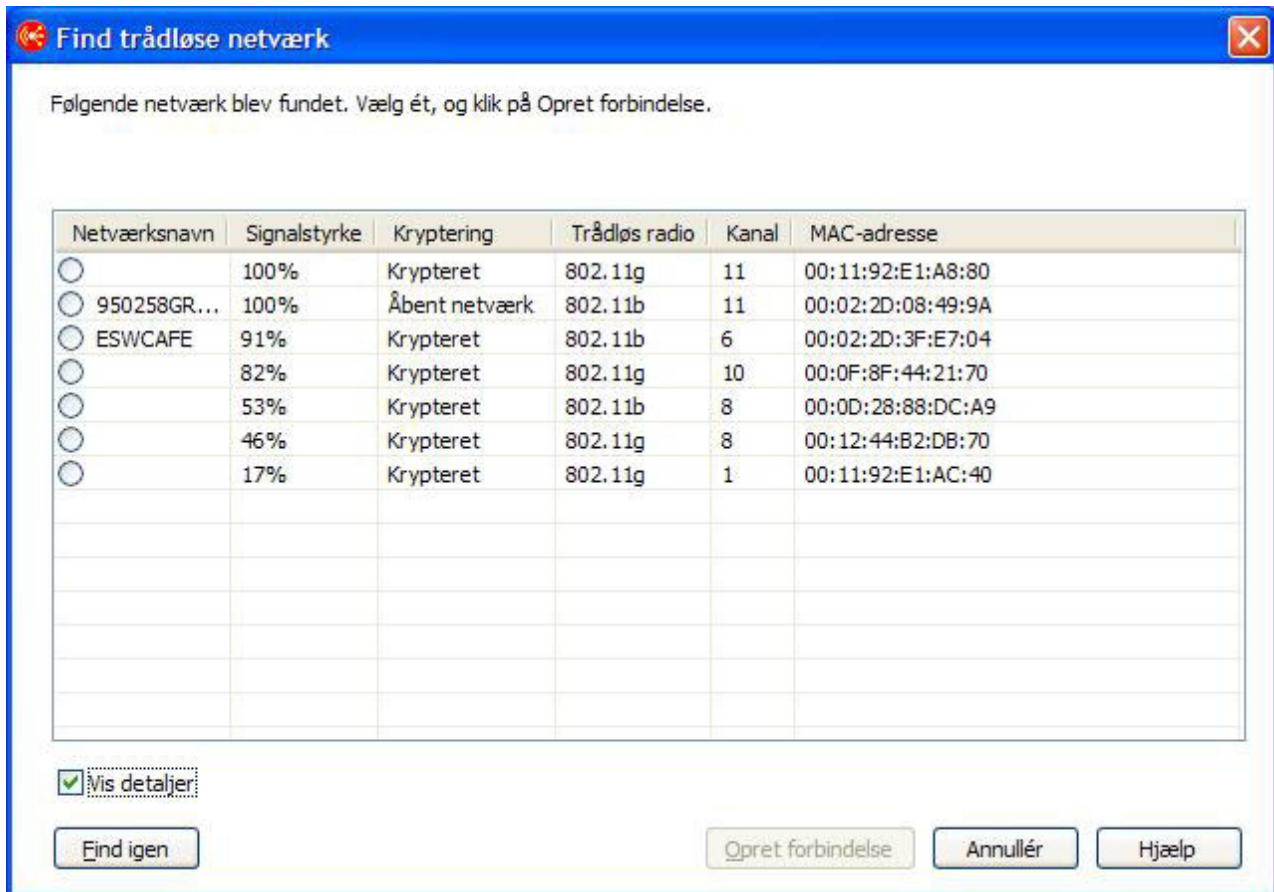 Find trådløse netværk
Følgende netværk blev fundet. Vælg ét, og klik på Opret forbindelse.
Netværksnavn Signalstyrke Kryptering Trådløs radio Kanal MAC-adresse
100% Krypteret 802.11g 11 00:11:92:E1:A8:80
950258GR... 100% Åbent netværk 802.11b 11 00:02:2D:08:49:9A
ESWCAFE 91% Krypteret 802.11b 6 00:02:2D:3F:E7:04
82% Krypteret 802.11g 10 00:0F:8F:44:21:70
53% Krypteret 802.11b 8 00:0D:28:88:DC:A9
46% Krypteret 802.11g 8 00:12:44:B2:DB:70
17% Krypteret 802.11g 1 00:11:92:E1:AC:40
Vis detaljer
Find igen Opret forbindelse Annullér Hjælp